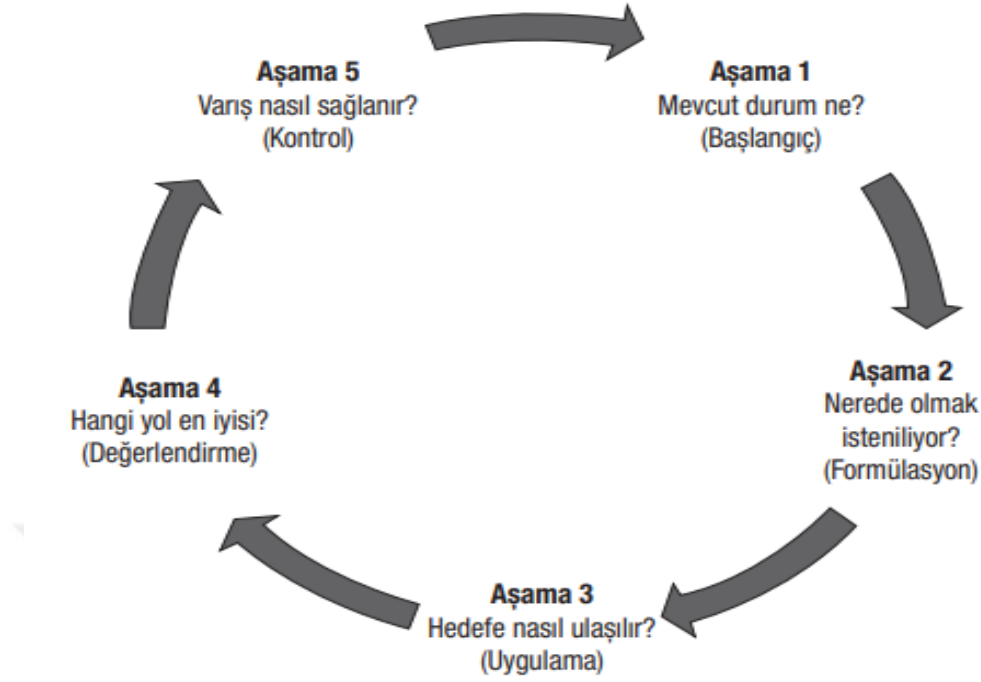 Aşama 1
Mevcut durum ne?
(Başlangıç)
Aşama 2
Nerede olmak
isteniliyor?
(Formülasyon)
Aşama 3
Hedefe nasıl ulaşılır?
(Uygulama)
Aşama 4
Hangi yol en iyisi?
(Değerlendirme)
Aşama 5
Varış nasıl sağlanır?
(Kontrol)